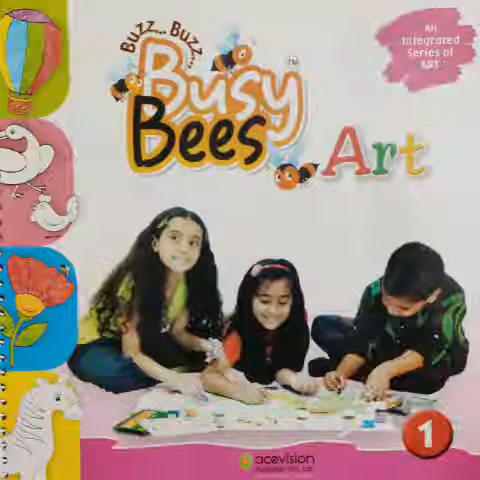 Buzz... Buzz...
Busy
Bees
Art
An
Integrated
Series of
ART
1
acevision